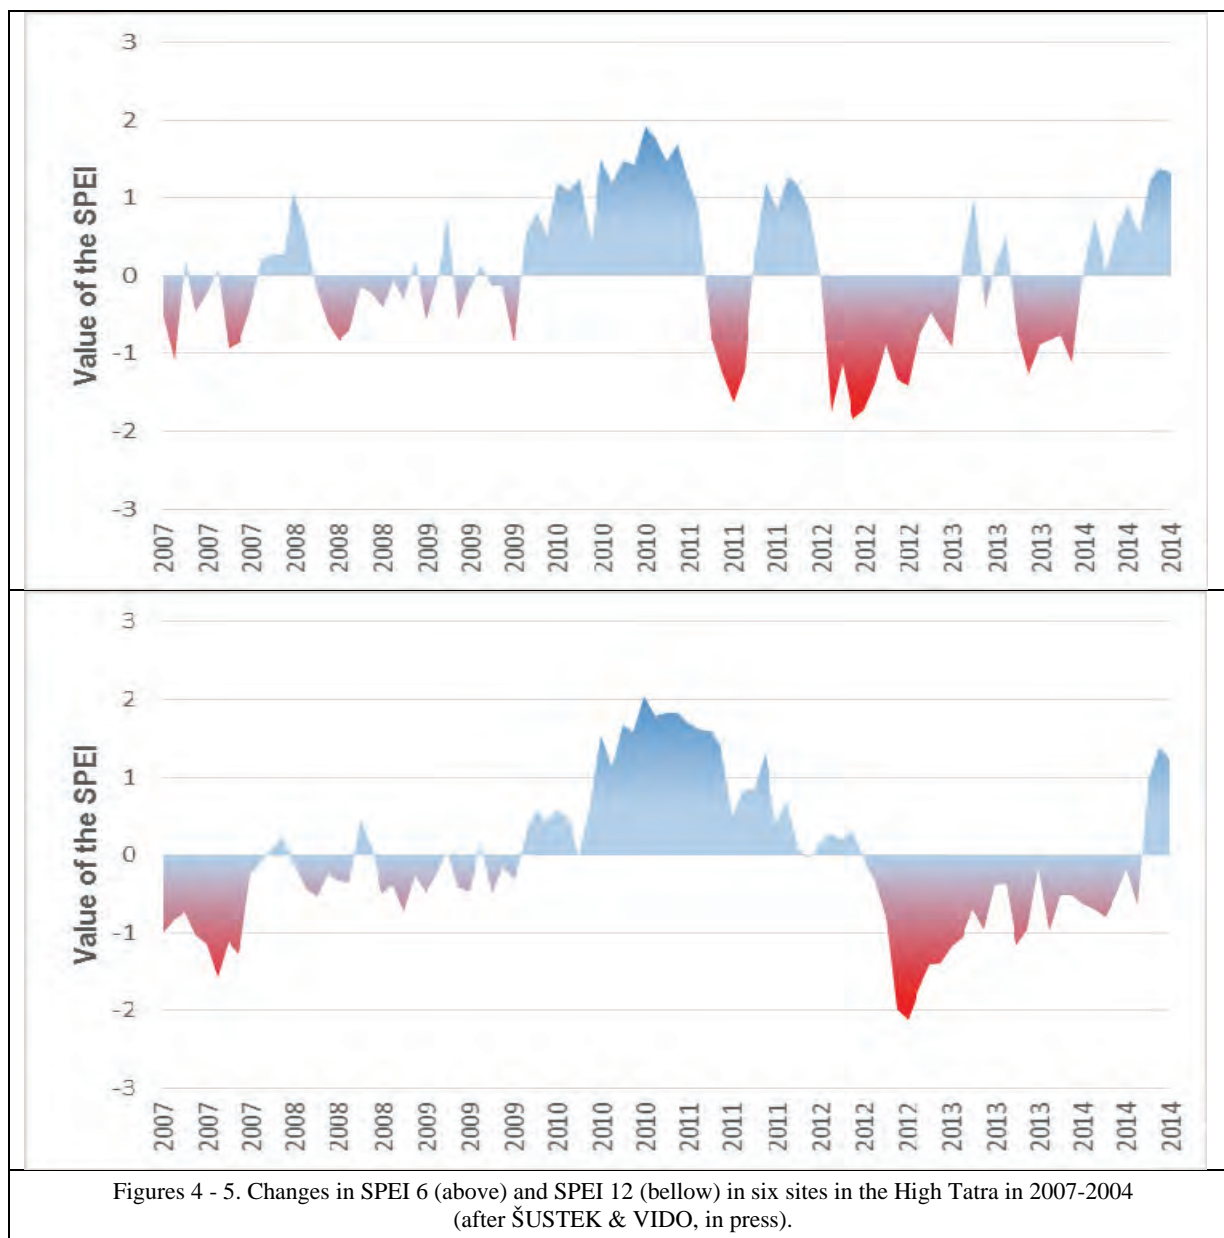 3
2
1
0
-1
-2
-3
Value of the SPEI
2007 2007 2007 2008 2008 2008 2009 2009 2009 2010 2010 2010 2011 2011 2011 2012 2012 2012 2013 2013 2013 2014 2014 2014
3
2
1
0
-1
-2
-3
Value of the SPEI
2007 2007 2007 2008 2008 2008 2009 2009 2009 2010 2010 2010 2011 2011 2011 2012 2012 2012 2013 2013 2013 2014 2014 2014
Figures 4 - 5. Changes in SPEI 6 (above) and SPEI 12 (bellow) in six sites in the High Tatra in 2007-2004
(after ŠUSTEK & VIDO, in press).